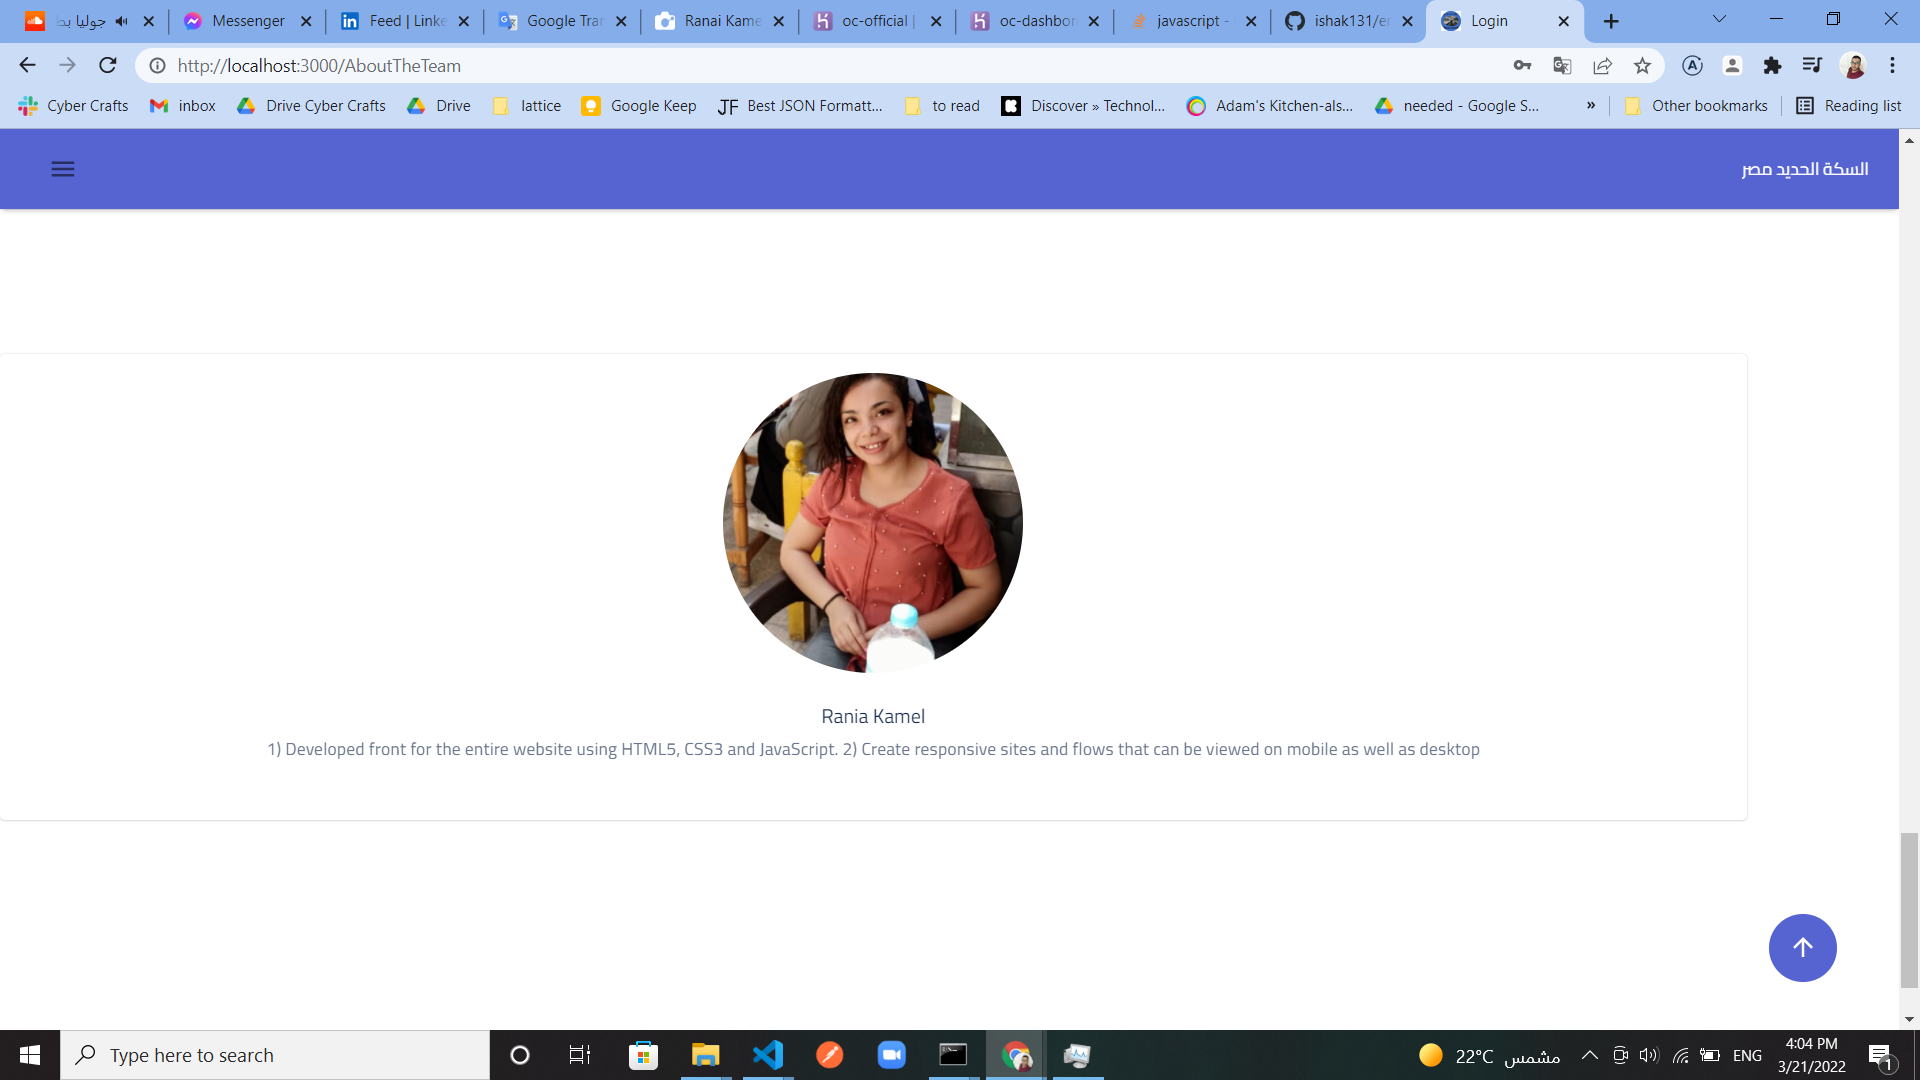 جوليا بط
Messenger
Feed | Linke
Google Tran
Ranai Kame
oc-official |
oc-dashbor
javascript -
ishak131/er
Login
http://localhost:3000/AboutTheTeam
Cyber Crafts
inbox
Drive Cyber Crafts
Drive
lattice
Google Keep
JF Best JSON Formatt...
to read
Discover » Technol...
Adam's Kitchen-als...
needed - Google S...
»
Other bookmarks
Reading list
السكة الحديد مصر
Rania Kamel
1) Developed front for the entire website using HTML5, CSS3 and JavaScript. 2) Create responsive sites and flows that can be viewed on mobile as well as desktop
Type here to search
22°C مشمس
ENG
4:04 PM
3/21/2022
1